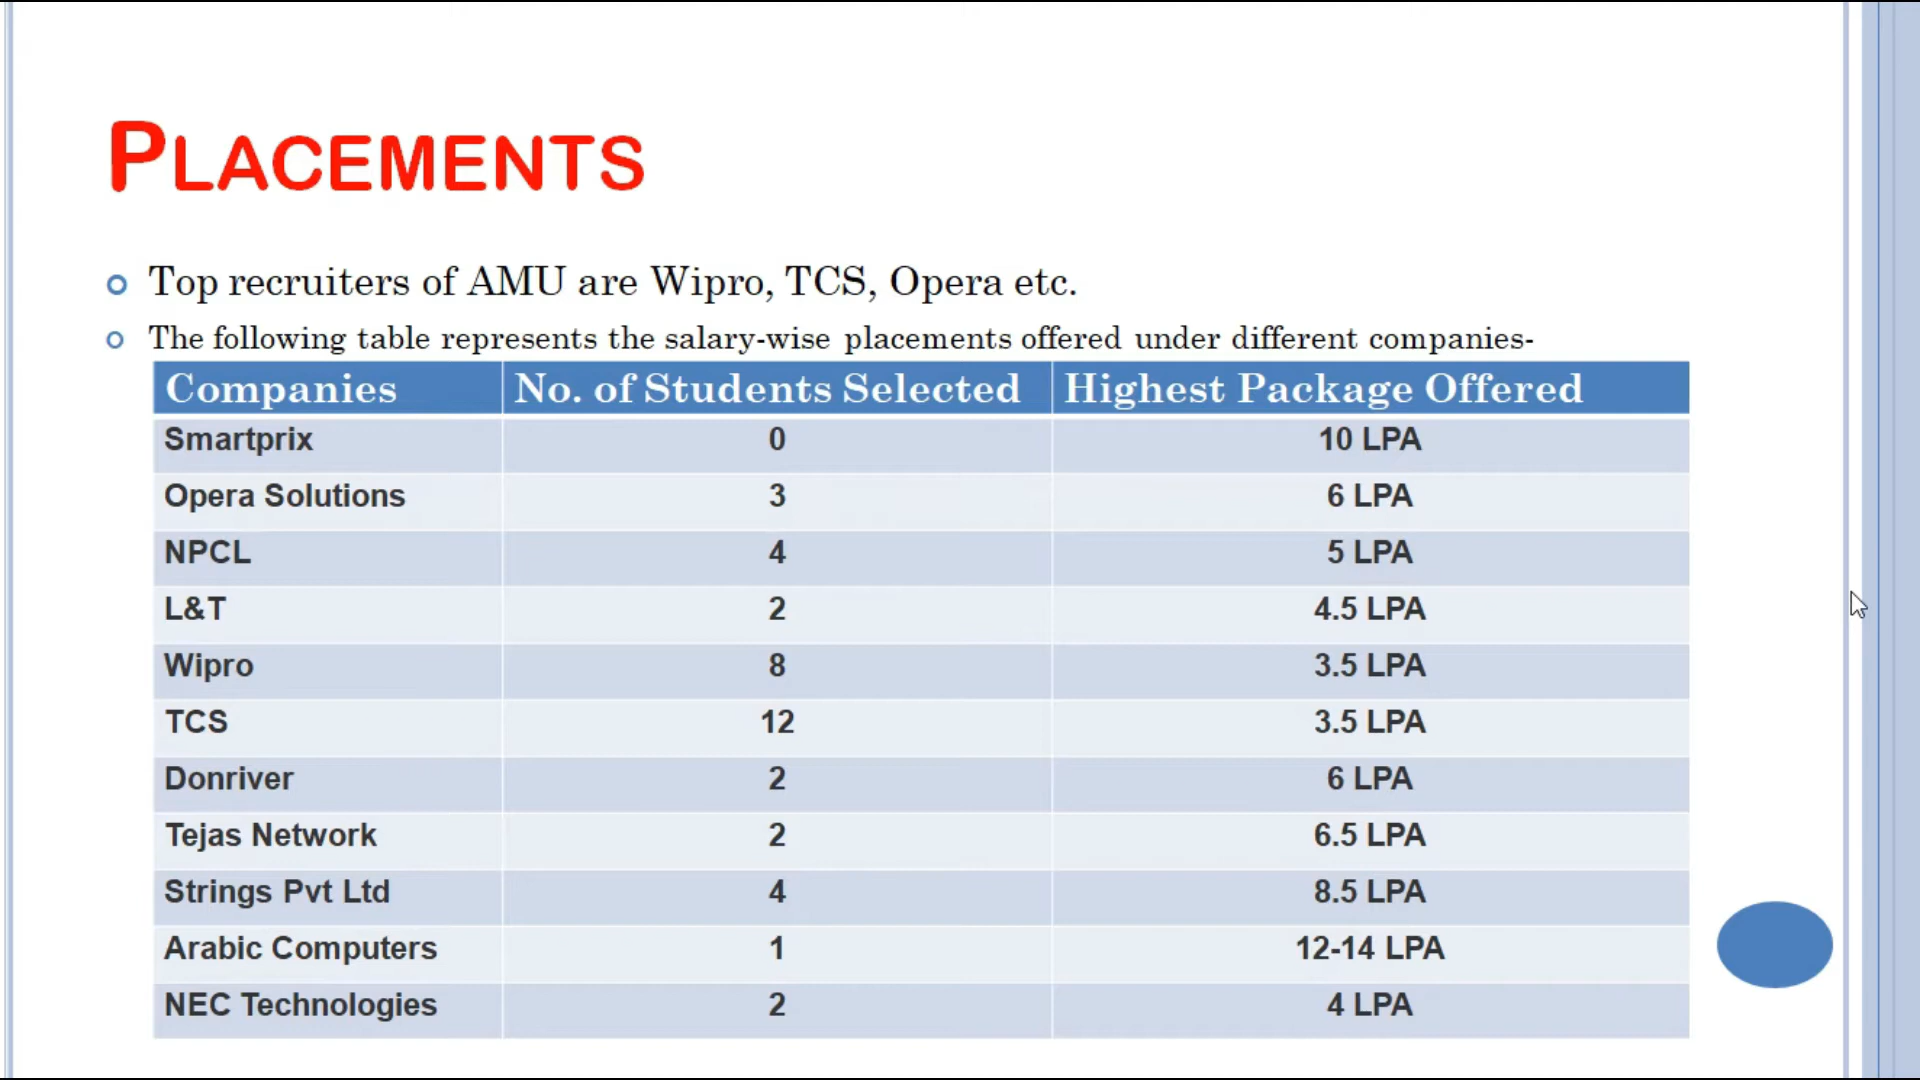 PLACEMENTS
Top recruiters of AMU are Wipro, TCS, Opera etc.
The following table represents the salary-wise placements offered under different companies-
Companies No. of Students Selected Highest Package Offered
Smartprix 0 10 LPA
Opera Solutions 3 6 LPA
NPCL 4 5 LPA
L&T 2 4.5 LPA
Wipro 8 3.5 LPA
TCS 12 3.5 LPA
Donriver 2 6 LPA
Tejas Network 2 6.5 LPA
Strings Pvt Ltd 4 8.5 LPA
Arabic Computers 1 12-14 LPA
NEC Technologies 2 4 LPA